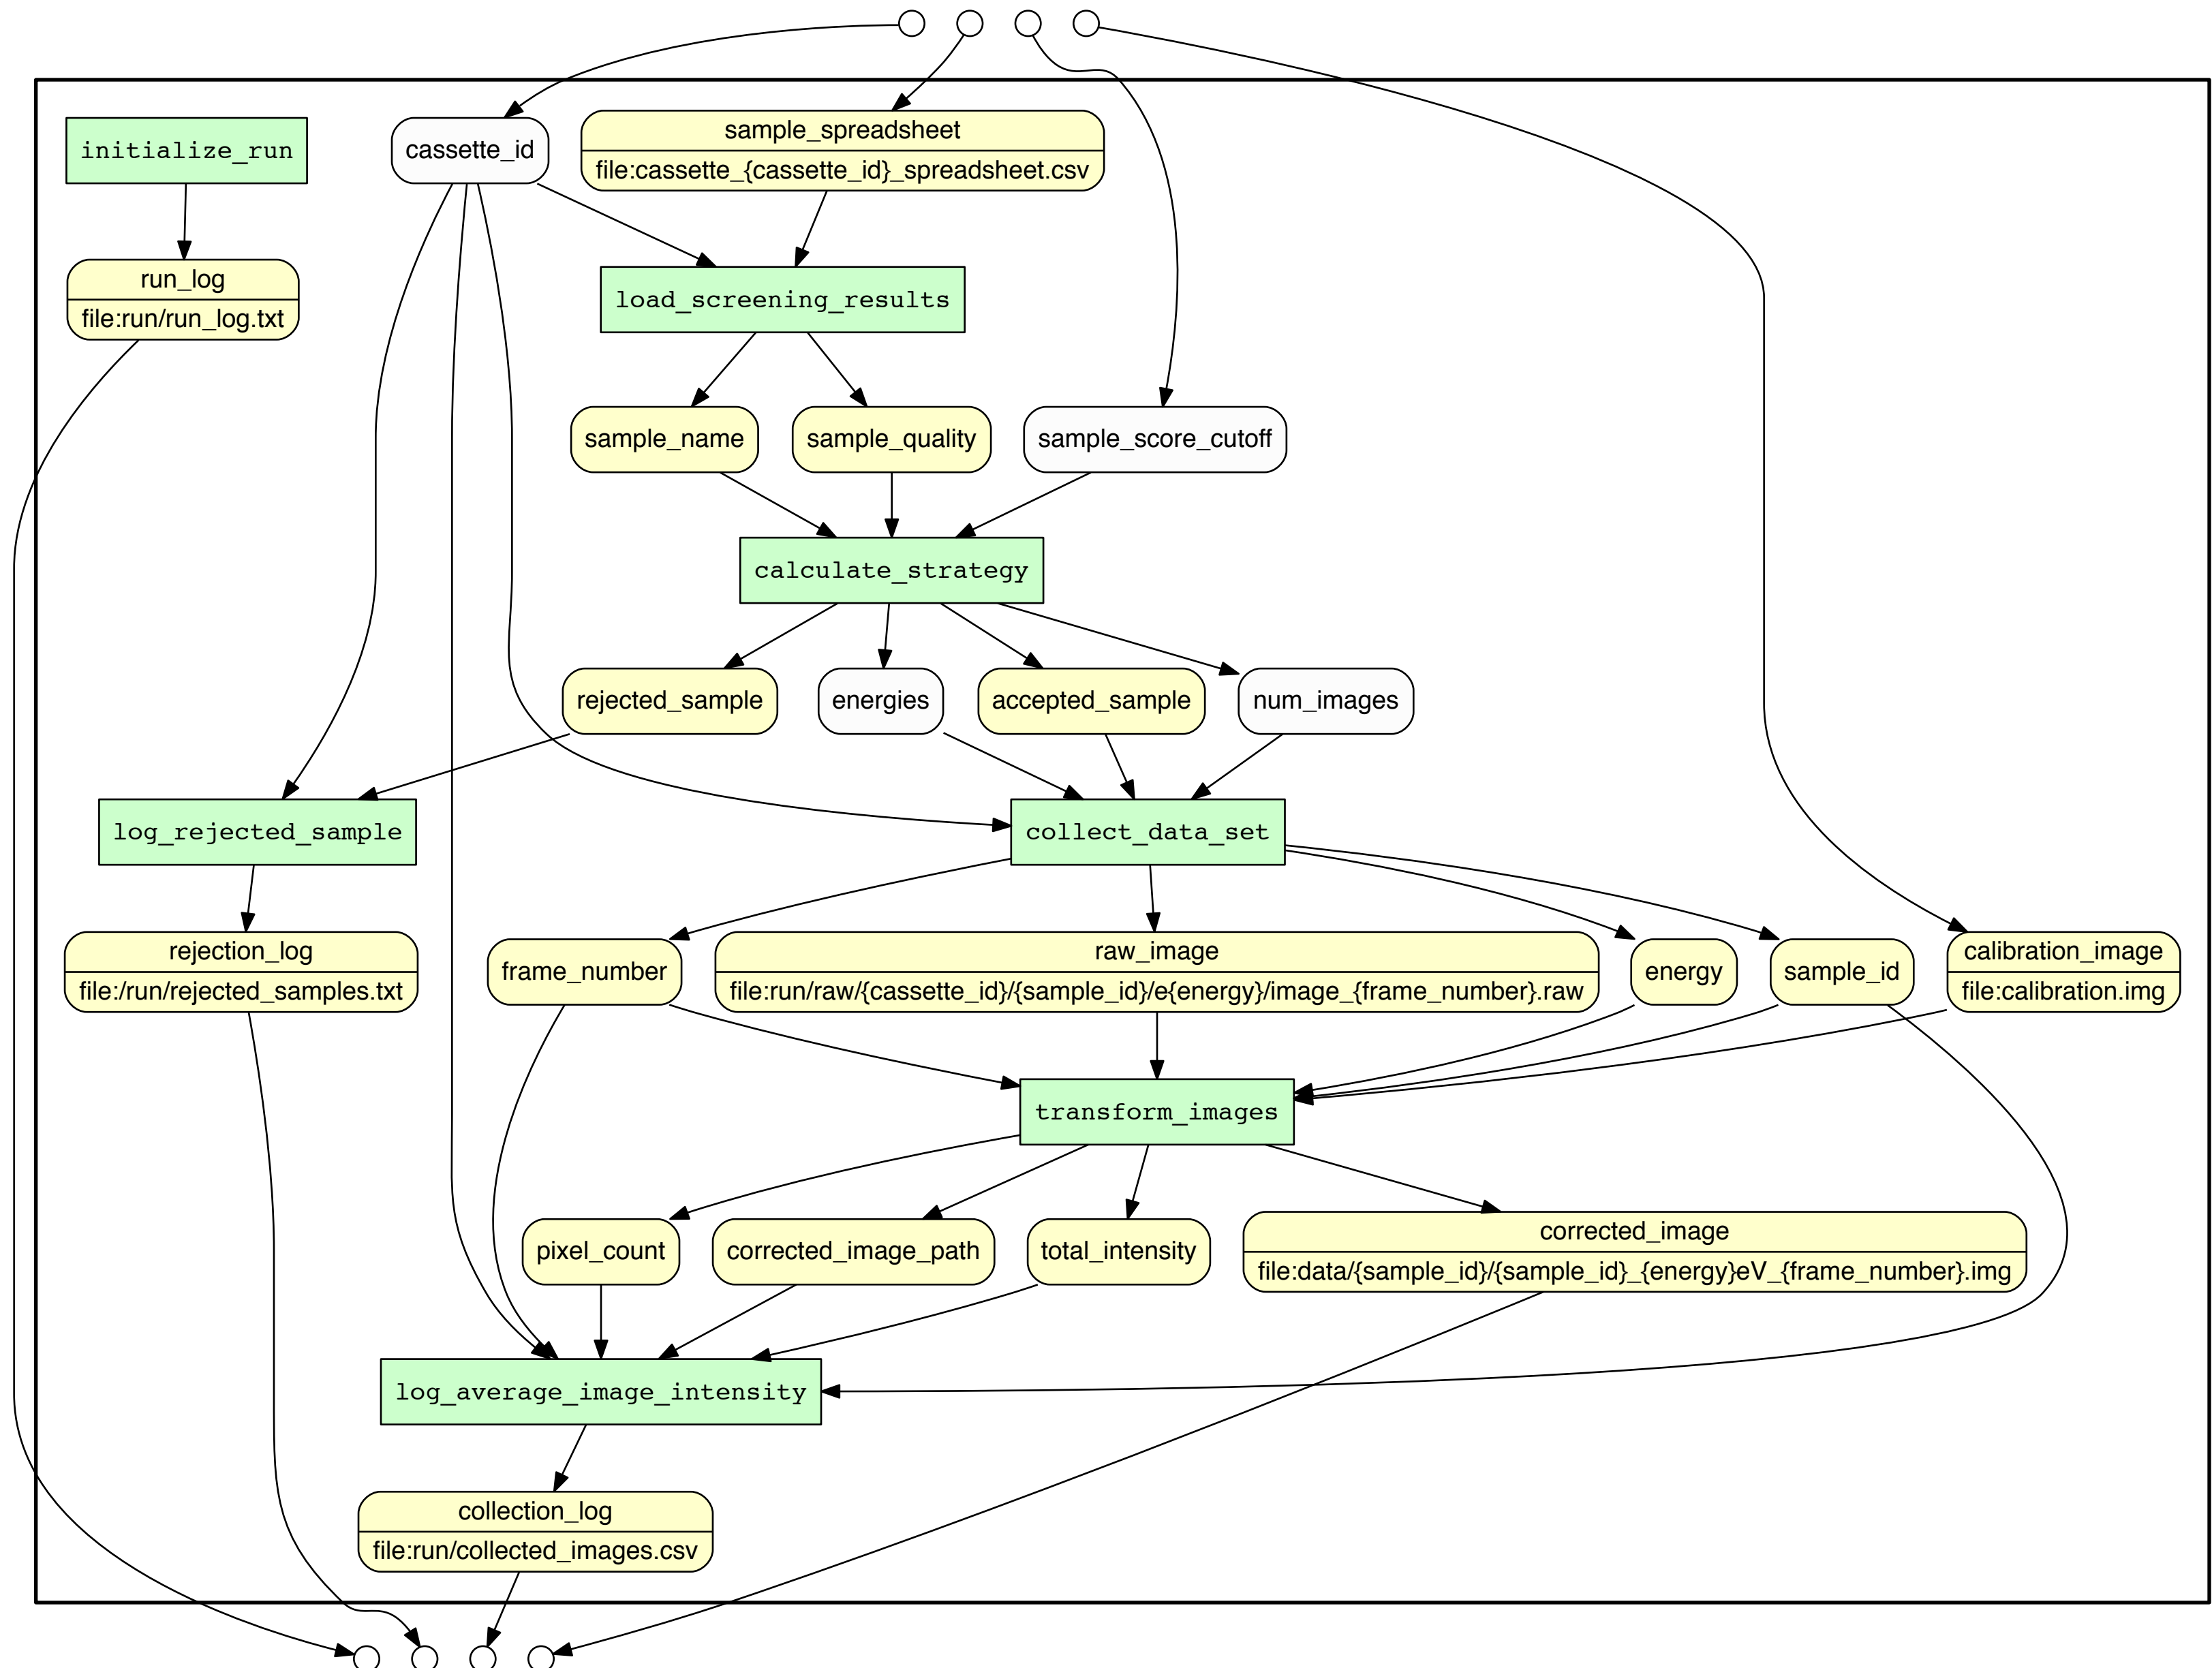 initialize_run
cassette_id
sample_spreadsheet
file:cassette_{cassette_id}_spreadsheet.csv
run_log
file:run/run_log.txt
load_screening_results
sample_name
sample_quality
sample_score_cutoff
calculate_strategy
rejected_sample
energies
accepted_sample
num_images
log_rejected_sample
collect_data_set
rejection_log
file:/run/rejected_samples.txt
frame_number
raw_image
file:run/raw/{cassette_id}/{sample_id}/e{energy}/image_{frame_number}.raw
energy
sample_id
calibration_image
file:calibration.img
transform_images
pixel_count
corrected_image_path
total_intensity
corrected_image
file:data/{sample_id}/{sample_id}_{energy}eV_{frame_number}.img
log_average_image_intensity
collection_log
file:run/collected_images.csv